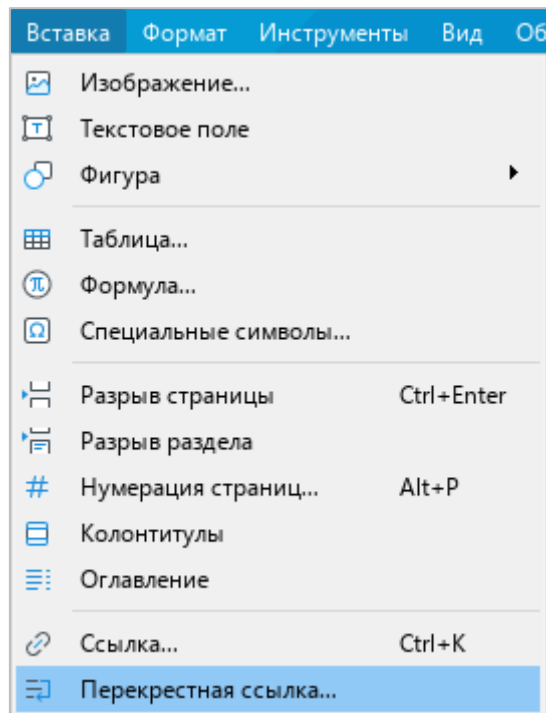 Вставка Формат Инструменты Вид Об
Изображение...
Текстовое поле
Фигура
Таблица...
Формула...
Специальные символы...
Разрыв страницы Ctrl+Enter
Разрыв раздела
Нумерация страниц... Alt+P
Колонтитулы
Оглавление
Ссылка... Ctrl+K
Перекрестная ссылка...